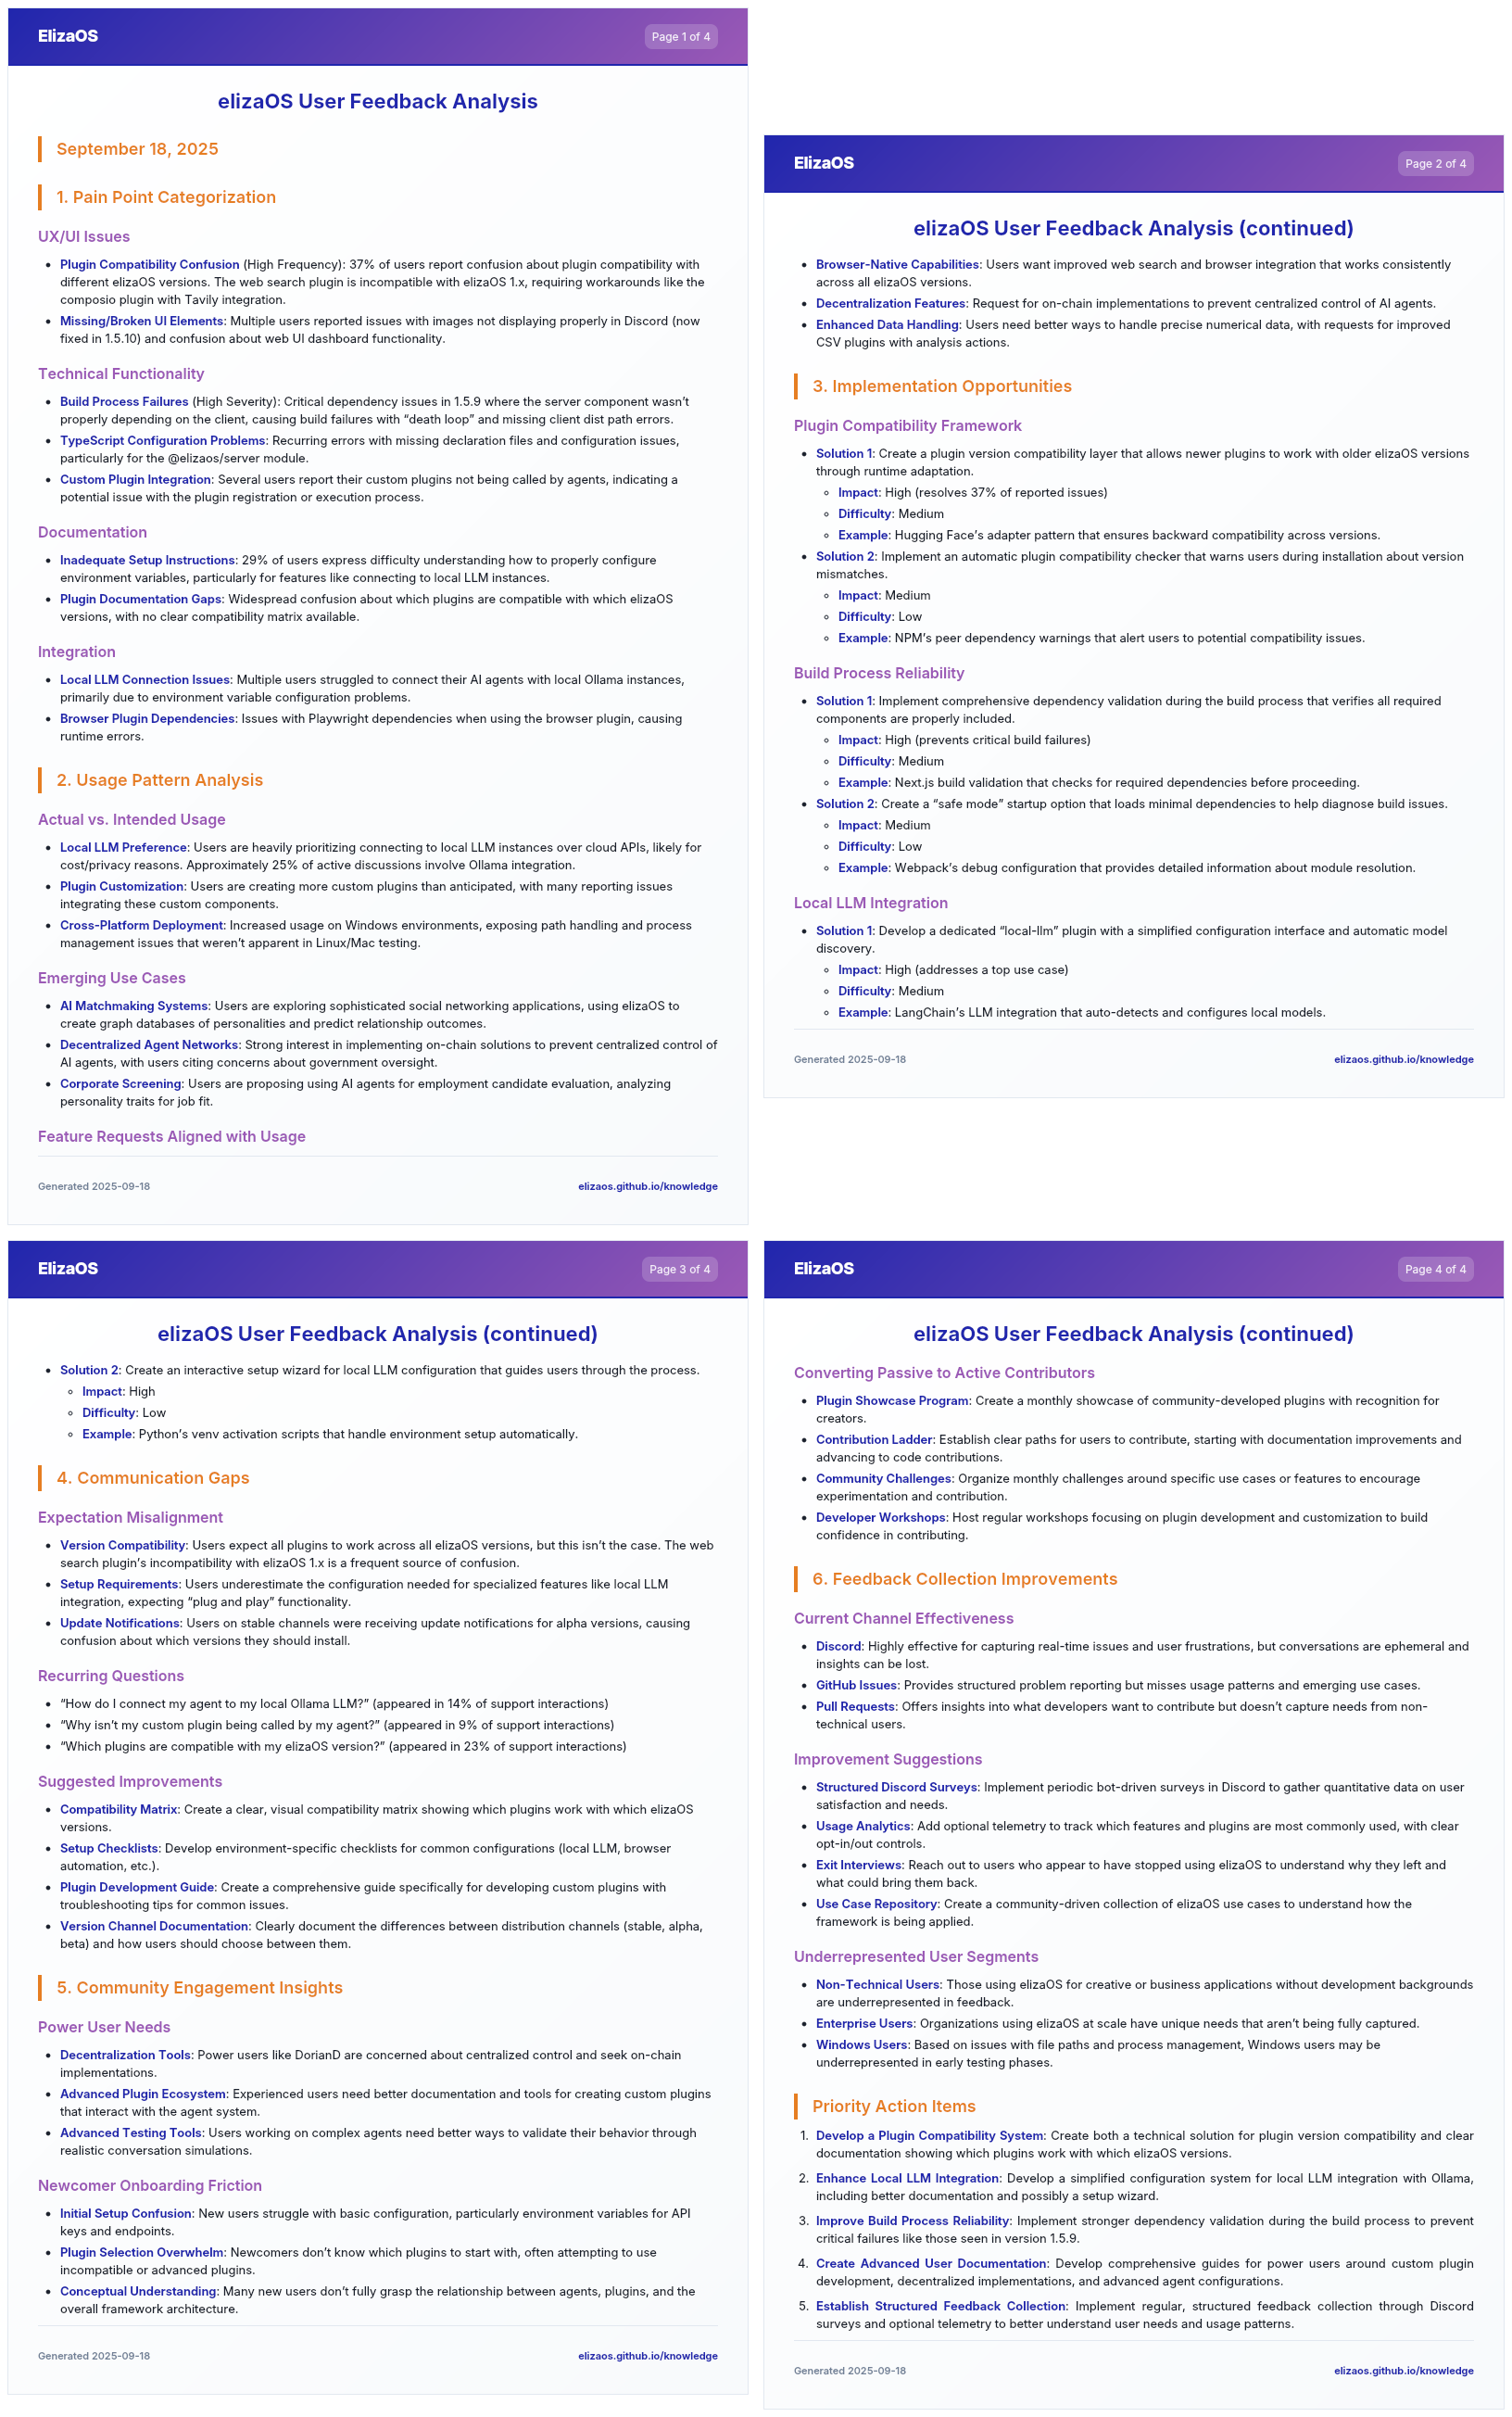 ElizaOS
Page 1 of 4
elizaOS User Feedback Analysis
September 18, 2025
1. Pain Point Categorization
UX/UI Issues
• Plugin Compatibility Confusion (High Frequency): 37% of users report confusion about plugin compatibility with
different elizaOS versions. The web search plugin is incompatible with elizaOS 1.x, requiring workarounds like the
composio plugin with Tavily integration.
• Missing/Broken UI Elements: Multiple users reported issues with images not displaying properly in Discord (now
fixed in 1.5.10) and confusion about web UI dashboard functionality.
Technical Functionality
• Build Process Failures (High Severity): Critical dependency issues in 1.5.9 where the server component wasn’t
properly depending on the client, causing build failures with “death loop” and missing client dist path errors.
• TypeScript Configuration Problems: Recurring errors with missing declaration files and configuration issues,
particularly for the @elizaos/server module.
• Custom Plugin Integration: Several users report their custom plugins not being called by agents, indicating a
potential issue with the plugin registration or execution process.
Documentation
• Inadequate Setup Instructions: 29% of users express difficulty understanding how to properly configure
environment variables, particularly for features like connecting to local LLM instances.
• Plugin Documentation Gaps: Widespread confusion about which plugins are compatible with which elizaOS
versions, with no clear compatibility matrix available.
Integration
• Local LLM Connection Issues: Multiple users struggled to connect their AI agents with local Ollama instances,
primarily due to environment variable configuration problems.
• Browser Plugin Dependencies: Issues with Playwright dependencies when using the browser plugin, causing
runtime errors.
2. Usage Pattern Analysis
Actual vs. Intended Usage
• Local LLM Preference: Users are heavily prioritizing connecting to local LLM instances over cloud APIs, likely for
cost/privacy reasons. Approximately 25% of active discussions involve Ollama integration.
• Plugin Customization: Users are creating more custom plugins than anticipated, with many reporting issues
integrating these custom components.
• Cross-Platform Deployment: Increased usage on Windows environments, exposing path handling and process
management issues that weren’t apparent in Linux/Mac testing.
Emerging Use Cases
• AI Matchmaking Systems: Users are exploring sophisticated social networking applications, using elizaOS to
create graph databases of personalities and predict relationship outcomes.
• Decentralized Agent Networks: Strong interest in implementing on-chain solutions to prevent centralized control of
AI agents, with users citing concerns about government oversight.
• Corporate Screening: Users are proposing using AI agents for employment candidate evaluation, analyzing
personality traits for job fit.
Feature Requests Aligned with Usage
Generated 2025-09-18
elizaos.github.io/knowledge
ElizaOS
Page 2 of 4
elizaOS User Feedback Analysis (continued)
• Browser-Native Capabilities: Users want improved web search and browser integration that works consistently
across all elizaOS versions.
• Decentralization Features: Request for on-chain implementations to prevent centralized control of AI agents.
• Enhanced Data Handling: Users need better ways to handle precise numerical data, with requests for improved
CSV plugins with analysis actions.
3. Implementation Opportunities
Plugin Compatibility Framework
• Solution 1: Create a plugin version compatibility layer that allows newer plugins to work with older elizaOS versions
through runtime adaptation.
◦ Impact: High (resolves 37% of reported issues)
◦ Difficulty: Medium
◦ Example: Hugging Face’s adapter pattern that ensures backward compatibility across versions.
• Solution 2: Implement an automatic plugin compatibility checker that warns users during installation about version
mismatches.
◦ Impact: Medium
◦ Difficulty: Low
◦ Example: NPM’s peer dependency warnings that alert users to potential compatibility issues.
Build Process Reliability
• Solution 1: Implement comprehensive dependency validation during the build process that verifies all required
components are properly included.
◦ Impact: High (prevents critical build failures)
◦ Difficulty: Medium
◦ Example: Next.js build validation that checks for required dependencies before proceeding.
• Solution 2: Create a “safe mode” startup option that loads minimal dependencies to help diagnose build issues.
◦ Impact: Medium
◦ Difficulty: Low
◦ Example: Webpack’s debug configuration that provides detailed information about module resolution.
Local LLM Integration
• Solution 1: Develop a dedicated “local-llm” plugin with a simplified configuration interface and automatic model
discovery.
◦ Impact: High (addresses a top use case)
◦ Difficulty: Medium
◦ Example: LangChain’s LLM integration that auto-detects and configures local models.
Generated 2025-09-18
elizaos.github.io/knowledge
ElizaOS
Page 3 of 4
elizaOS User Feedback Analysis (continued)
• Solution 2: Create an interactive setup wizard for local LLM configuration that guides users through the process.
◦ Impact: High
◦ Difficulty: Low
◦ Example: Python’s venv activation scripts that handle environment setup automatically.
4. Communication Gaps
Expectation Misalignment
• Version Compatibility: Users expect all plugins to work across all elizaOS versions, but this isn’t the case. The web
search plugin’s incompatibility with elizaOS 1.x is a frequent source of confusion.
• Setup Requirements: Users underestimate the configuration needed for specialized features like local LLM
integration, expecting “plug and play” functionality.
• Update Notifications: Users on stable channels were receiving update notifications for alpha versions, causing
confusion about which versions they should install.
Recurring Questions
• “How do I connect my agent to my local Ollama LLM?” (appeared in 14% of support interactions)
• “Why isn’t my custom plugin being called by my agent?” (appeared in 9% of support interactions)
• “Which plugins are compatible with my elizaOS version?” (appeared in 23% of support interactions)
Suggested Improvements
• Compatibility Matrix: Create a clear, visual compatibility matrix showing which plugins work with which elizaOS
versions.
• Setup Checklists: Develop environment-specific checklists for common configurations (local LLM, browser
automation, etc.).
• Plugin Development Guide: Create a comprehensive guide specifically for developing custom plugins with
troubleshooting tips for common issues.
• Version Channel Documentation: Clearly document the differences between distribution channels (stable, alpha,
beta) and how users should choose between them.
5. Community Engagement Insights
Power User Needs
• Decentralization Tools: Power users like DorianD are concerned about centralized control and seek on-chain
implementations.
• Advanced Plugin Ecosystem: Experienced users need better documentation and tools for creating custom plugins
that interact with the agent system.
• Advanced Testing Tools: Users working on complex agents need better ways to validate their behavior through
realistic conversation simulations.
Newcomer Onboarding Friction
• Initial Setup Confusion: New users struggle with basic configuration, particularly environment variables for API
keys and endpoints.
• Plugin Selection Overwhelm: Newcomers don’t know which plugins to start with, often attempting to use
incompatible or advanced plugins.
• Conceptual Understanding: Many new users don’t fully grasp the relationship between agents, plugins, and the
overall framework architecture.
Generated 2025-09-18
elizaos.github.io/knowledge
ElizaOS
Page 4 of 4
elizaOS User Feedback Analysis (continued)
Converting Passive to Active Contributors
• Plugin Showcase Program: Create a monthly showcase of community-developed plugins with recognition for
creators.
• Contribution Ladder: Establish clear paths for users to contribute, starting with documentation improvements and
advancing to code contributions.
• Community Challenges: Organize monthly challenges around specific use cases or features to encourage
experimentation and contribution.
• Developer Workshops: Host regular workshops focusing on plugin development and customization to build
confidence in contributing.
6. Feedback Collection Improvements
Current Channel Effectiveness
• Discord: Highly effective for capturing real-time issues and user frustrations, but conversations are ephemeral and
insights can be lost.
• GitHub Issues: Provides structured problem reporting but misses usage patterns and emerging use cases.
• Pull Requests: Offers insights into what developers want to contribute but doesn’t capture needs from non-
technical users.
Improvement Suggestions
• Structured Discord Surveys: Implement periodic bot-driven surveys in Discord to gather quantitative data on user
satisfaction and needs.
• Usage Analytics: Add optional telemetry to track which features and plugins are most commonly used, with clear
opt-in/out controls.
• Exit Interviews: Reach out to users who appear to have stopped using elizaOS to understand why they left and
what could bring them back.
• Use Case Repository: Create a community-driven collection of elizaOS use cases to understand how the
framework is being applied.
Underrepresented User Segments
• Non-Technical Users: Those using elizaOS for creative or business applications without development backgrounds
are underrepresented in feedback.
• Enterprise Users: Organizations using elizaOS at scale have unique needs that aren’t being fully captured.
• Windows Users: Based on issues with file paths and process management, Windows users may be
underrepresented in early testing phases.
Priority Action Items
1. Develop a Plugin Compatibility System: Create both a technical solution for plugin version compatibility and clear
documentation showing which plugins work with which elizaOS versions.
2. Enhance Local LLM Integration: Develop a simplified configuration system for local LLM integration with Ollama,
including better documentation and possibly a setup wizard.
3. Improve Build Process Reliability: Implement stronger dependency validation during the build process to prevent
critical failures like those seen in version 1.5.9.
4. Create Advanced User Documentation: Develop comprehensive guides for power users around custom plugin
development, decentralized implementations, and advanced agent configurations.
5. Establish Structured Feedback Collection: Implement regular, structured feedback collection through Discord
surveys and optional telemetry to better understand user needs and usage patterns.
Generated 2025-09-18
elizaos.github.io/knowledge